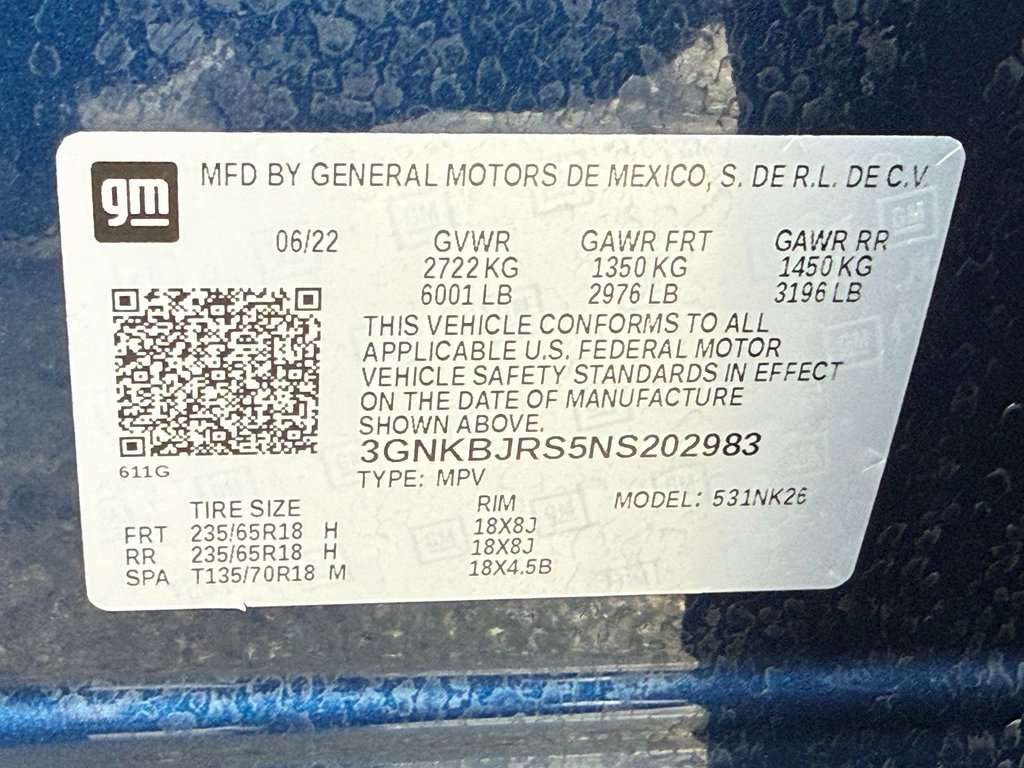 gm
MFD BY GENERAL MOTORS DE MEXICO, S. DE R.L. DE C.V
06/22 GVWR GAWR FRT GAWR RR
2722 KG 1350 KG 1450 KG
6001 LB 2976 LB 3196 LB
THIS VEHICLE CONFORMS TO ALL
APPLICABLE U.S. FEDERAL MOTOR
VEHICLE SAFETY STANDARDS IN EFFECT
ON THE DATE OF MANUFACTURE
SHOWN ABOVE.
3GNKBJRS5NS202983
611G
TYPE: MPV
TIRE SIZE RIM MODEL: 531NK26
FRT 235/65R18 H 18X8J
RR 235/65R18 H 18X8J
SPA T135/70R18 M 18X4.5B